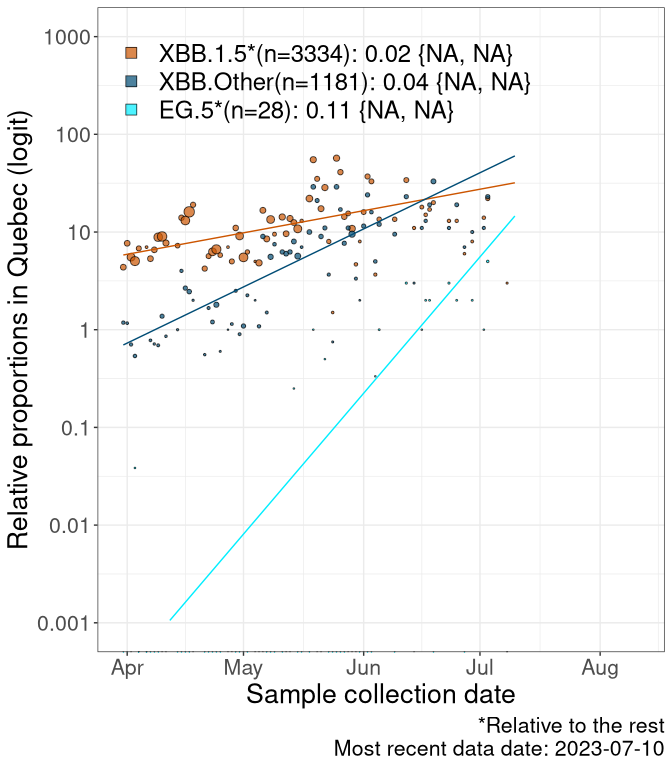 1000
100
10
1
0.1
0.01
0.001
Relative proportions in Quebec (logit)
XBB.1.5*(n=3334): 0.02 {NA, NA}
XBB.Other(n=1181): 0.04 {NA, NA}
EG.5*(n=28): 0.11 {NA, NA}
Apr May Jun Jul Aug
Sample collection date
*Relative to the rest
Most recent data date: 2023-07-10